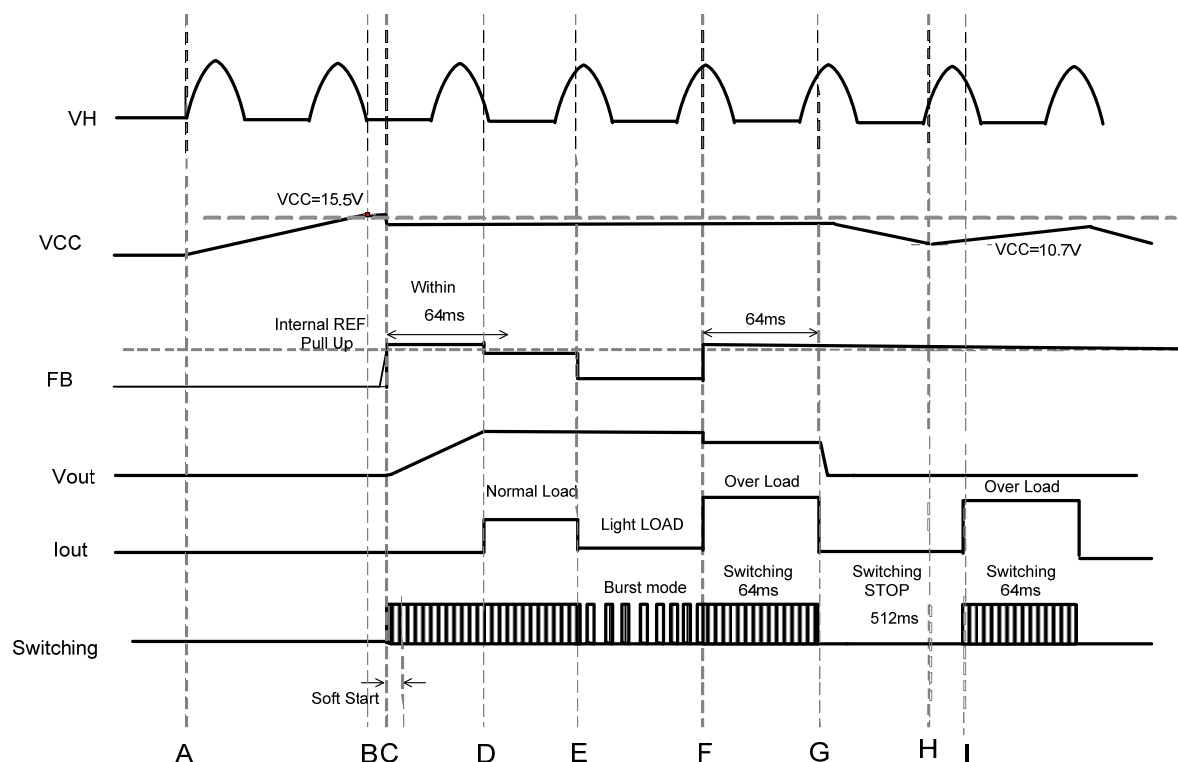 VH
VCC=15.5V
VCC
VCC=10.7V
Within
64ms
64ms
Internal REF
Pull Up
FB
Vout
Normal Load
Over Load
Over Load
Light LOAD
Iout
Burst mode
Switching
64ms
Switching
STOP
512ms
Switching
64ms
Switching
Soft Start
A B C D E F G H I